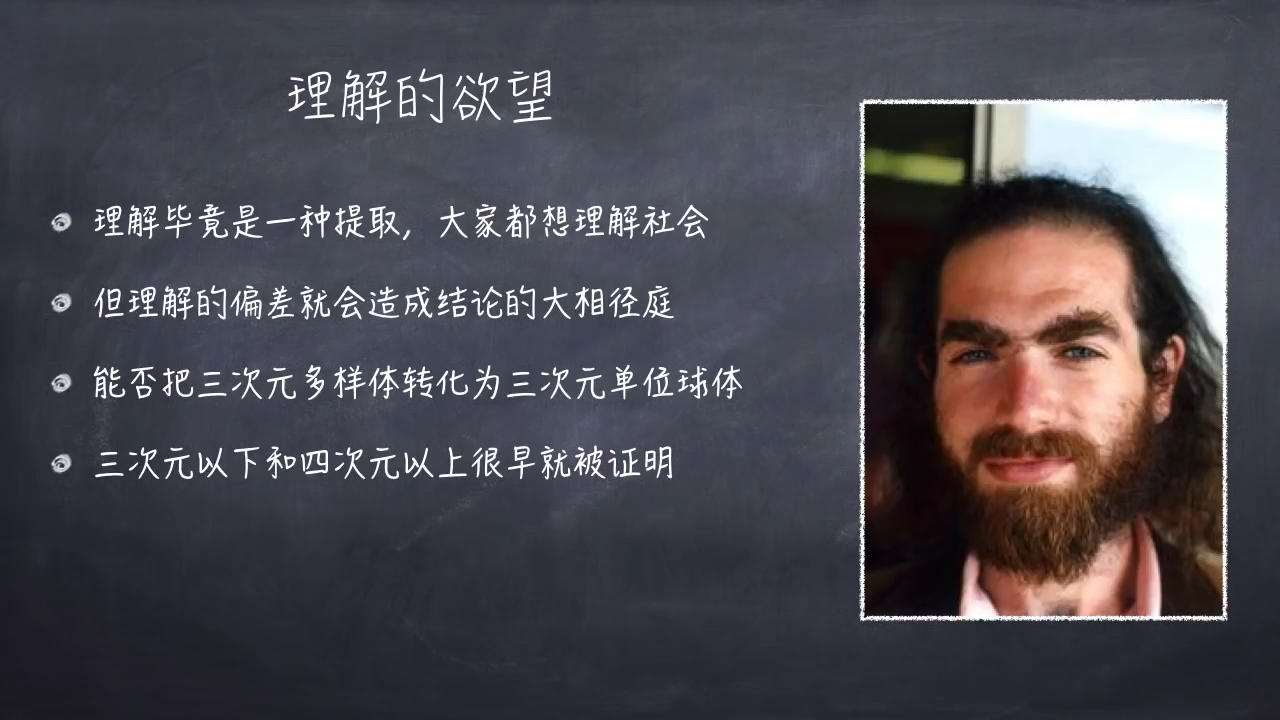 理解的欲望
理解毕竟是一种提取，大家都想理解社会
但理解的偏差就会造成结论的大相径庭
能否把三次元多样体转化为三次元单位球体
三次元以下和四次元以上很早就被证明